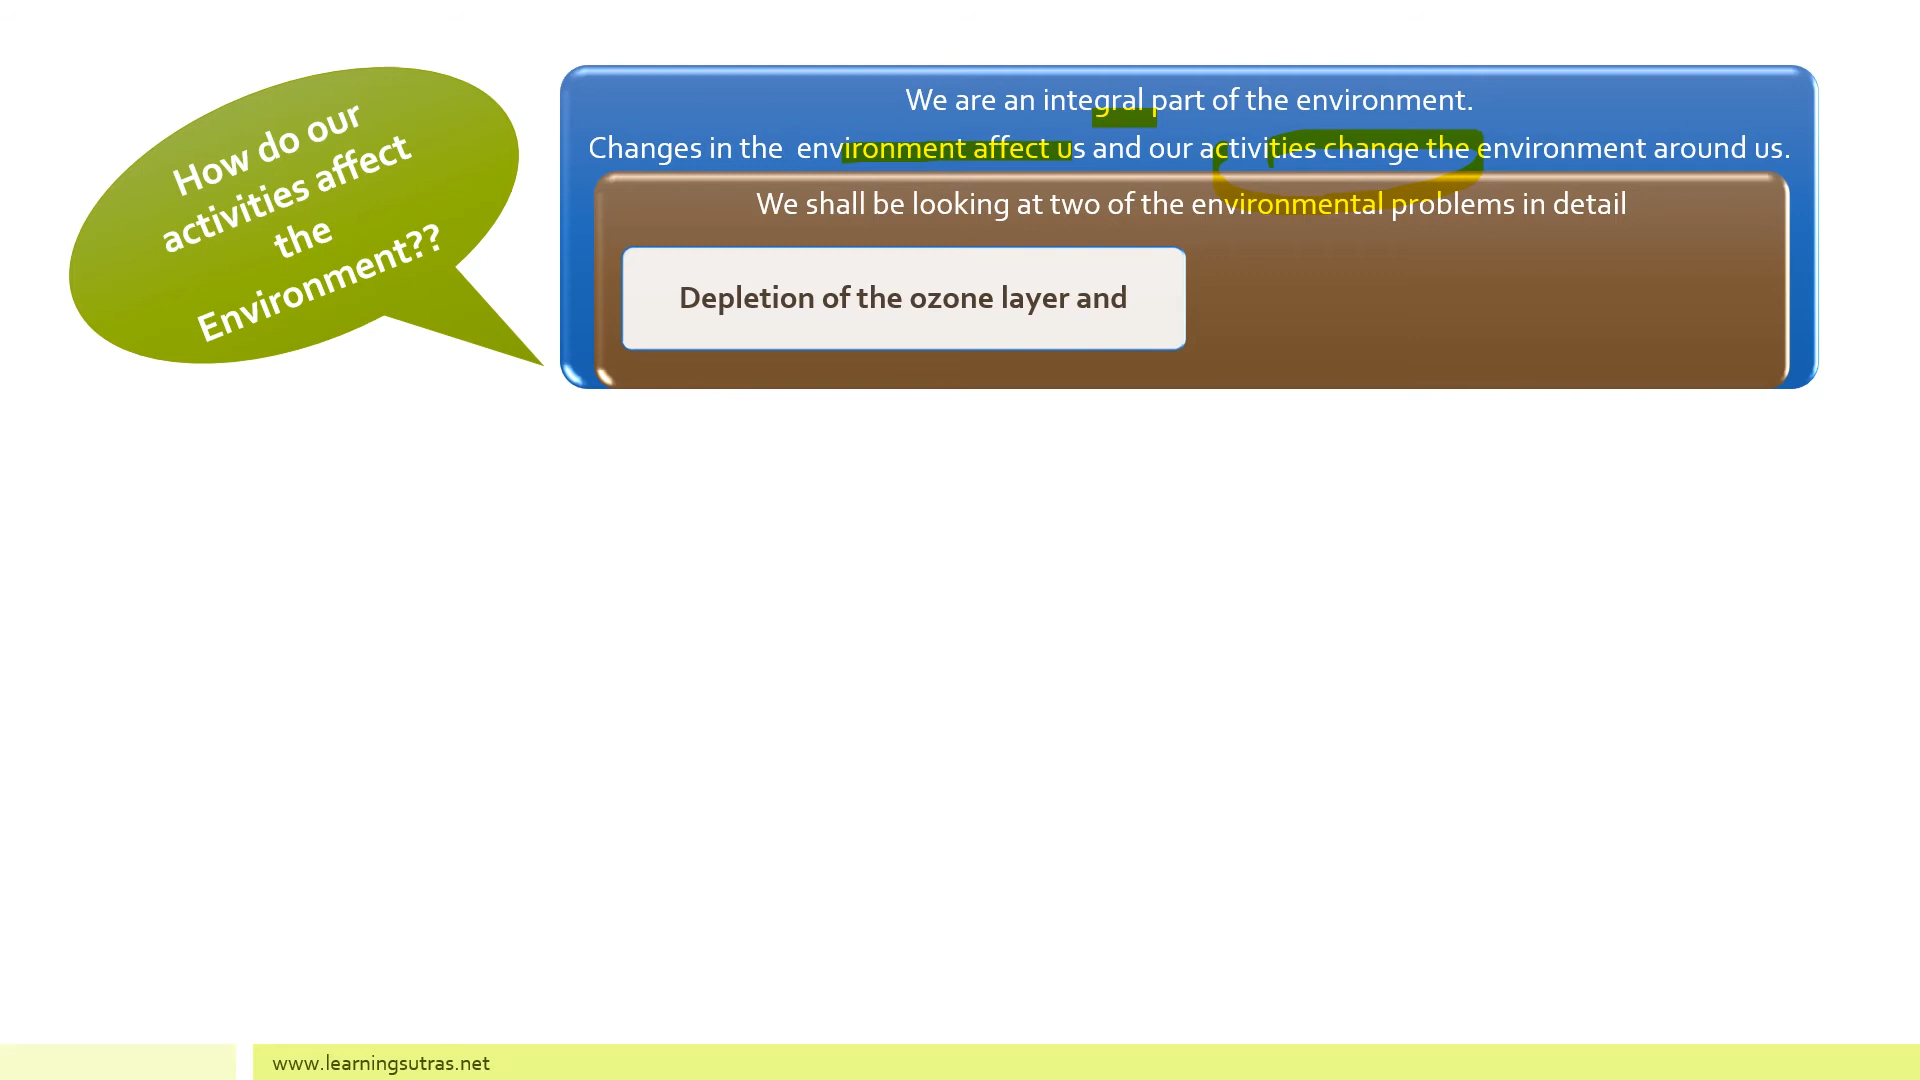 How do our
activities affect
the
Environment??
We are an integral part of the environment.
Changes in the  environment affect us and our activities change the environment around us.
We shall be looking at two of the environmental problems in detail
Depletion of the ozone layer and
www.learningsutras.net